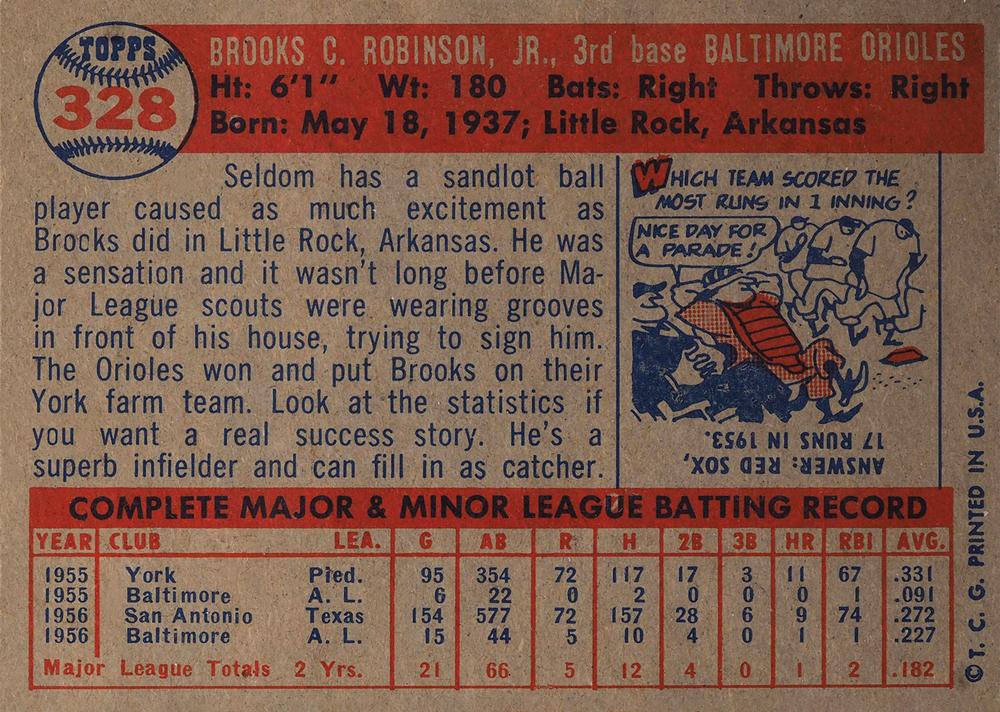 TOPPS
328
BROOKS C. ROBINSON, JR., 3rd base BALTIMORE ORIOLES
Ht: 6'1" Wt: 180 Bats: Right Throws: Right
Born: May 18, 1937; Little Rock, Arkansas
Seldom has a sandlot ball
player caused as much excitement as
Brooks did in Little Rock, Arkansas. He was
a sensation and it wasn't long before Ma-
jor League scouts were wearing grooves
in front of his house, trying to sign him.
The Orioles won and put Brooks on their
York farm team. Look at the statistics if
you want a real success story. He's a
superb infielder and can fill in as catcher.
WHICH TEAM SCORED THE
MOST RUNS IN 1 INNING?
NICE DAY FOR
A PARADE!
ANSWER: RED SOX,
17 RUNS IN 1953.
COMPLETE MAJOR & MINOR LEAGUE BATTING RECORD
YEAR CLUB LEA. G AB R H 2B 3B HR RBI AVG.
1955 York Pied. 95 354 72 117 17 3 11 67 .331
1955 Baltimore A. L. 6 22 0 2 0 0 0 1 .091
1956 San Antonio Texas 154 577 72 157 28 6 9 74 .272
1956 Baltimore A. L. 15 44 5 10 4 0 1 1 .227
Major League Totals 2 Yrs. 21 66 5 12 4 0 1 2 .182
© T. C. G. PRINTED IN U.S.A.